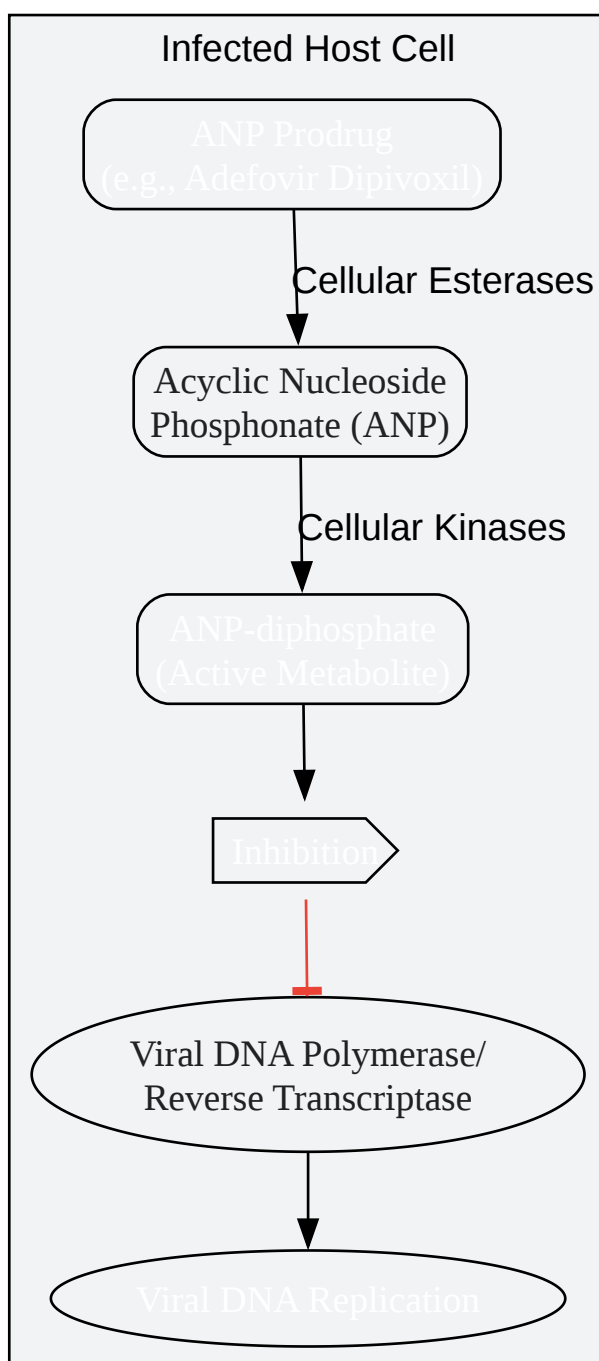 Infected Host Cell
ANP Prodrug
(e.g., Adefovir Dipivoxil)
Cellular Esterases
Acyclic Nucleoside
Phosphonate (ANP)
Cellular Kinases
ANP-diphosphate
(Active Metabolite)
Inhibition
Viral DNA Polymerase/
Reverse Transcriptase
Viral DNA Replication